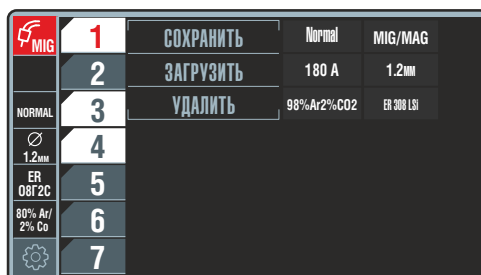 MIG
NORMAL
1.2мм
ER
08Г2С
80% Ar/
2% Co
1
2
3
4
5
6
7
СОХРАНИТЬ
ЗАГРУЗИТЬ
УДАЛИТЬ
Normal MIG/MAG
180 A 1.2мм
98%Ar2%CO2 ER 308 LSi